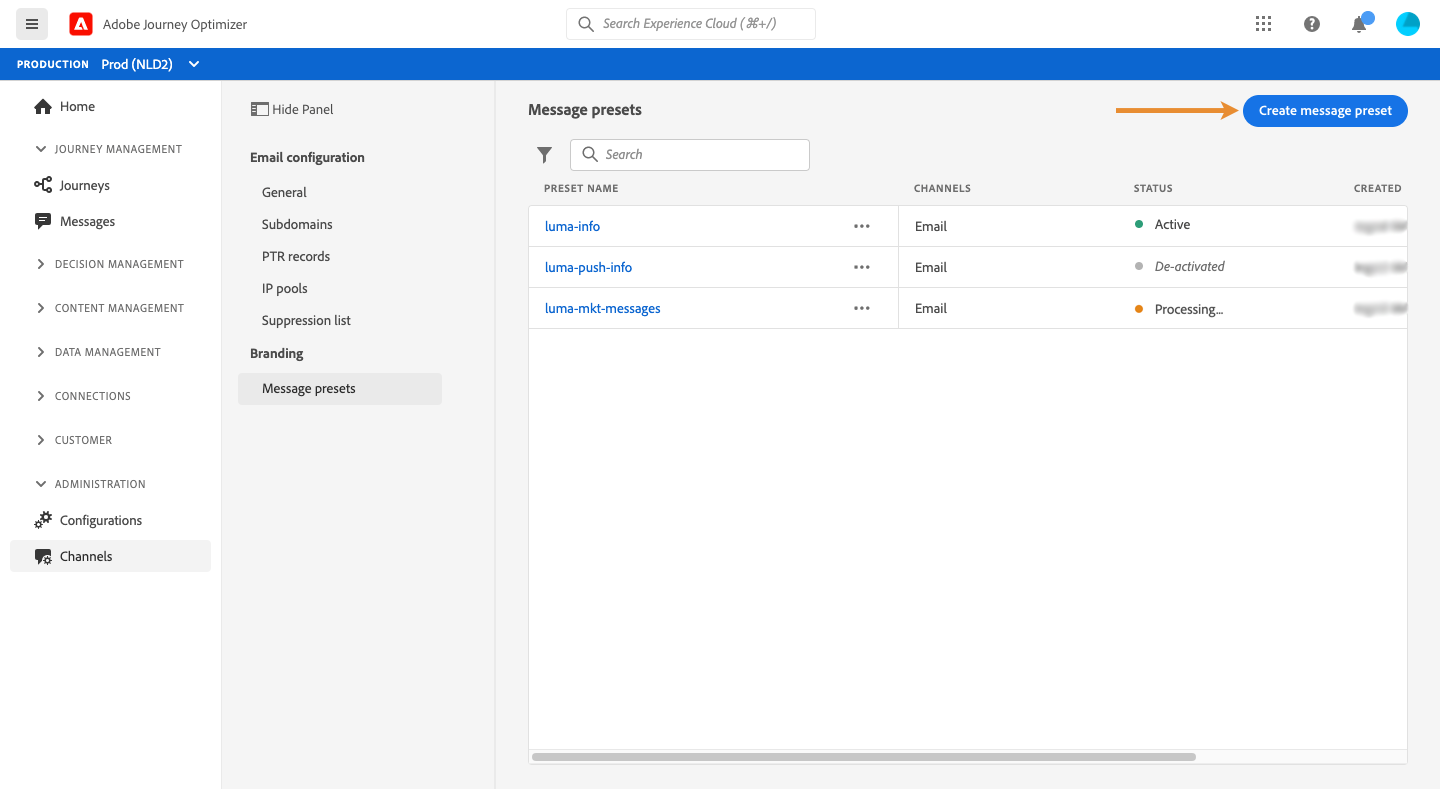 Adobe Journey Optimizer
Search Experience Cloud (⌘+/)
PRODUCTION Prod (NLD2)
Home
JOURNEY MANAGEMENT
Journeys
Messages
DECISION MANAGEMENT
CONTENT MANAGEMENT
DATA MANAGEMENT
CONNECTIONS
CUSTOMER
ADMINISTRATION
Configurations
Channels
Hide Panel
Email configuration
General
Subdomains
PTR records
IP pools
Suppression list
Branding
Message presets
Message presets
Create message preset
Search
PRESET NAME CHANNELS STATUS CREATED
luma-info Email Active
luma-push-info Email De-activated
luma-mkt-messages Email Processing...